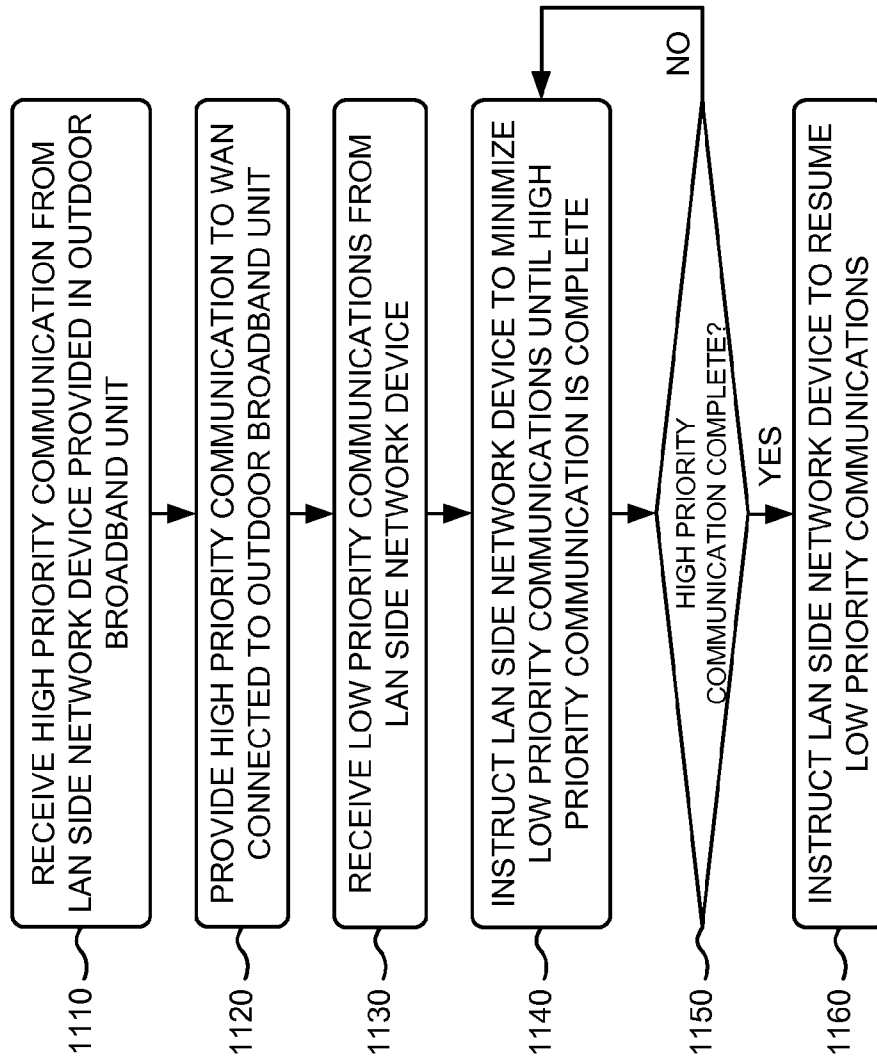 1110
RECEIVE HIGH PRIORITY COMMUNICATION FROM
LAN SIDE NETWORK DEVICE PROVIDED IN OUTDOOR
BROADBAND UNIT
1120
PROVIDE HIGH PRIORITY COMMUNICATION TO WAN
CONNECTED TO OUTDOOR BROADBAND UNIT
1130
RECEIVE LOW PRIORITY COMMUNICATIONS FROM
LAN SIDE NETWORK DEVICE
1140
INSTRUCT LAN SIDE NETWORK DEVICE TO MINIMIZE
LOW PRIORITY COMMUNICATIONS UNTIL HIGH
PRIORITY COMMUNICATION IS COMPLETE
1150
HIGH PRIORITY
COMMUNICATION COMPLETE?
NO
YES
1160
INSTRUCT LAN SIDE NETWORK DEVICE TO RESUME
LOW PRIORITY COMMUNICATIONS